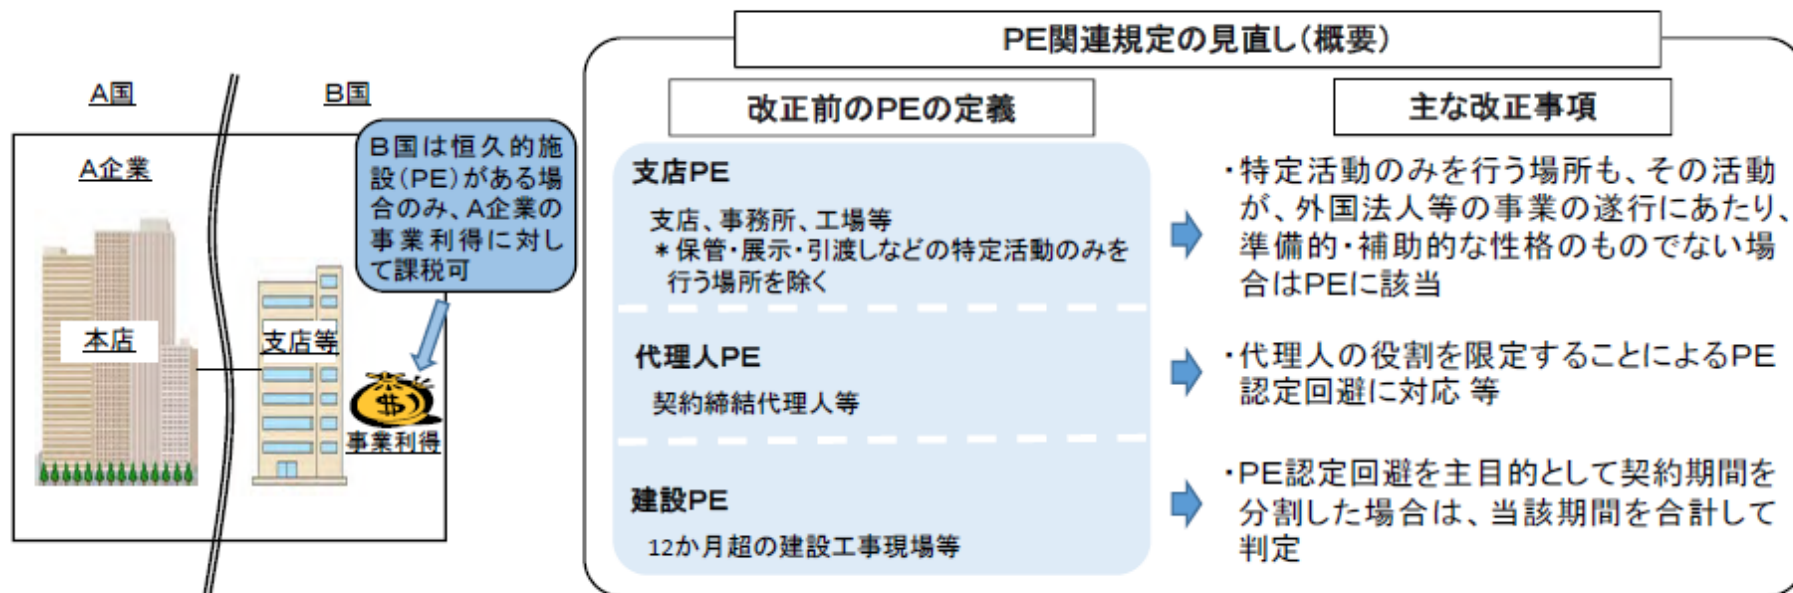 A国
B国
A企業
B国は恒久的施
設(PE)がある場
合のみ、A企業の
事業利得に対し
て課税可
本店
支店等
事業利得
PE関連規定の見直し(概要)
改正前のPEの定義
主な改正事項
支店PE
支店、事務所、工場等
*保管・展示・引渡しなどの特定活動のみを
行う場所を除く
・特定活動のみを行う場所も、その活動
が、外国法人等の事業の遂行にあたり、
準備的・補助的な性格のものでない場
合はPEに該当
代理人PE
契約締結代理人等
・代理人の役割を限定することによるPE
認定回避に対応 等
建設PE
12か月超の建設工事現場等
・PE認定回避を主目的として契約期間を
分割した場合は、当該期間を合計して
判定